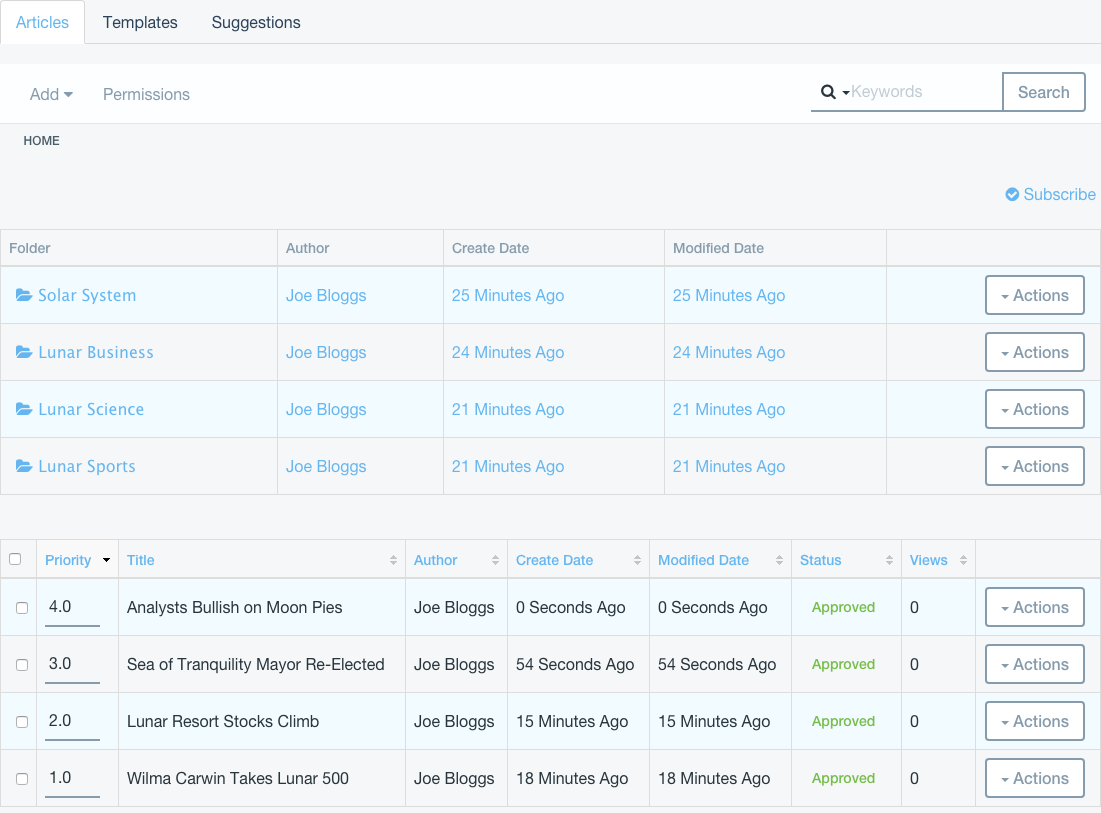 Articles Templates Suggestions
Add Permissions Keywords Search
HOME
Subscribe
Folder Author Create Date Modified Date
Solar System Joe Bloggs 25 Minutes Ago 25 Minutes Ago Actions
Lunar Business Joe Bloggs 24 Minutes Ago 24 Minutes Ago Actions
Lunar Science Joe Bloggs 21 Minutes Ago 21 Minutes Ago Actions
Lunar Sports Joe Bloggs 21 Minutes Ago 21 Minutes Ago Actions
Priority Title Author Create Date Modified Date Status Views
4.0 Analysts Bullish on Moon Pies Joe Bloggs 0 Seconds Ago 0 Seconds Ago Approved 0 Actions
3.0 Sea of Tranquility Mayor Re-Elected Joe Bloggs 54 Seconds Ago 54 Seconds Ago Approved 0 Actions
2.0 Lunar Resort Stocks Climb Joe Bloggs 15 Minutes Ago 15 Minutes Ago Approved 0 Actions
1.0 Wilma Carwin Takes Lunar 500 Joe Bloggs 18 Minutes Ago 18 Minutes Ago Approved 0 Actions